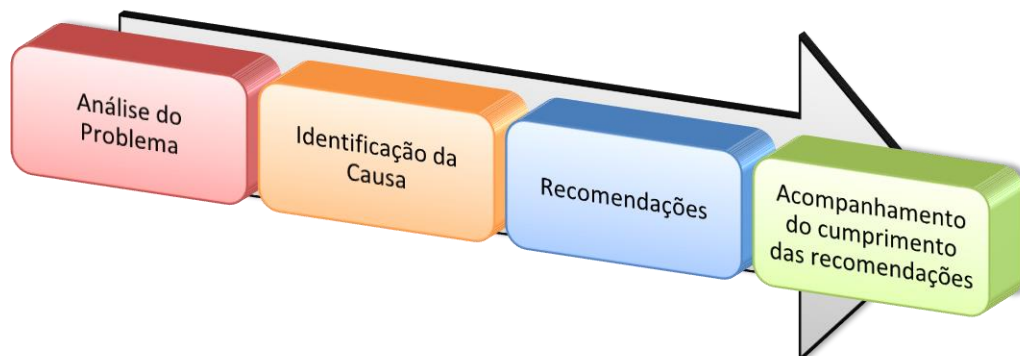 Análise do
Problema
Identificação da
Causa
Recomendações
Acompanhamento
do cumprimento
das recomendações